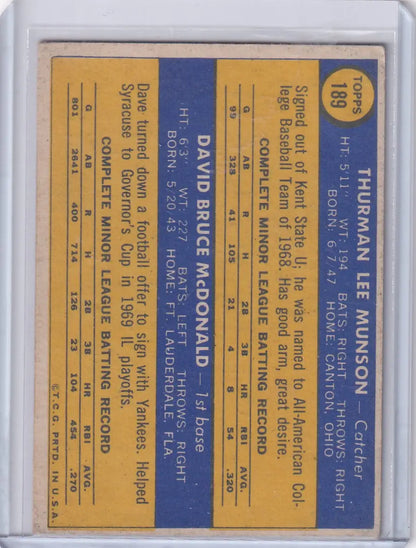 TOPPS
189
THURMAN LEE MUNSON — Catcher
HT: 5'11" WT: 194 BATS: RIGHT THROWS: RIGHT
BORN: 6 7 47 HOME: CANTON, OHIO
Signed out of Kent State U; he was named to All-American Col-
lege Baseball Team of 1968. Has good arm, great desire.
COMPLETE MINOR LEAGUE BATTING RECORD
G AB R H 2B 3B HR RBI AVG.
99 328 41 105 21 4 8 54 .320
DAVID BRUCE McDONALD — 1st base
HT: 6'3" WT: 227 BATS: LEFT THROWS: RIGHT
BORN: 5/20 43 HOME: FT. LAUDERDALE, FLA
Dave turned down a football offer to sign with Yankees. Helped
Syracuse to Governor's Cup in 1969 IL playoffs.
COMPLETE MINOR LEAGUE BATTING RECORD
G AB R H 2B 3B HR RBI AVG.
801 2641 400 714 126 23 104 454 .270
© T.C.G. PRTD. IN U.S.A.